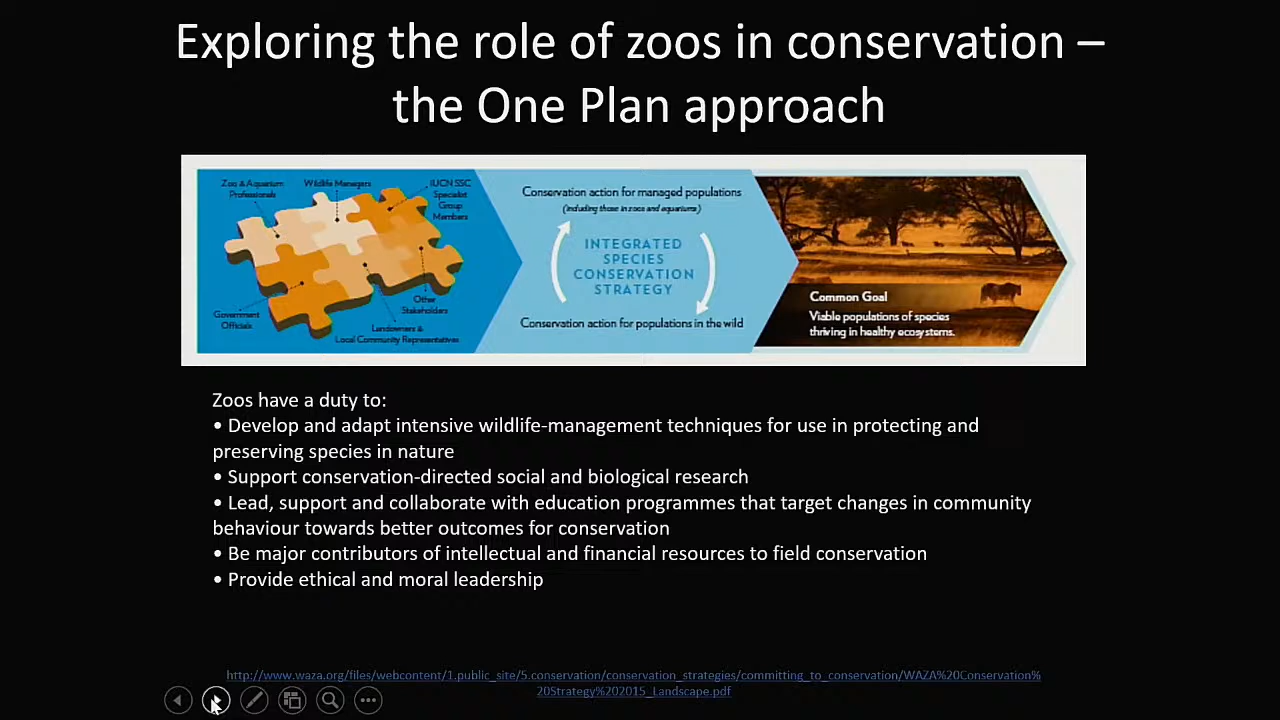 Exploring the role of zoos in conservation –
the One Plan approach
Zoo & Aquarium
Professionals
Wildlife Managers
IUCN SSC
Specialist
Group
Members
Government
Officials
Other
Stakeholders
Landowners &
Local Community Representatives
Conservation action for managed populations
(including those in zoos and aquariums)
INTEGRATED
SPECIES
CONSERVATION
STRATEGY
Conservation action for populations in the wild
Common Goal
Viable populations of species
thriving in healthy ecosystems.
Zoos have a duty to:
• Develop and adapt intensive wildlife-management techniques for use in protecting and
preserving species in nature
• Support conservation-directed social and biological research
• Lead, support and collaborate with education programmes that target changes in community
behaviour towards better outcomes for conservation
• Be major contributors of intellectual and financial resources to field conservation
• Provide ethical and moral leadership
http://www.waza.org/files/webcontent/1.public_site/5.conservation/conservation_strategies/committing_to_conservation/WAZA%20Conservation%
20Strategy%202015_Landscape.pdf